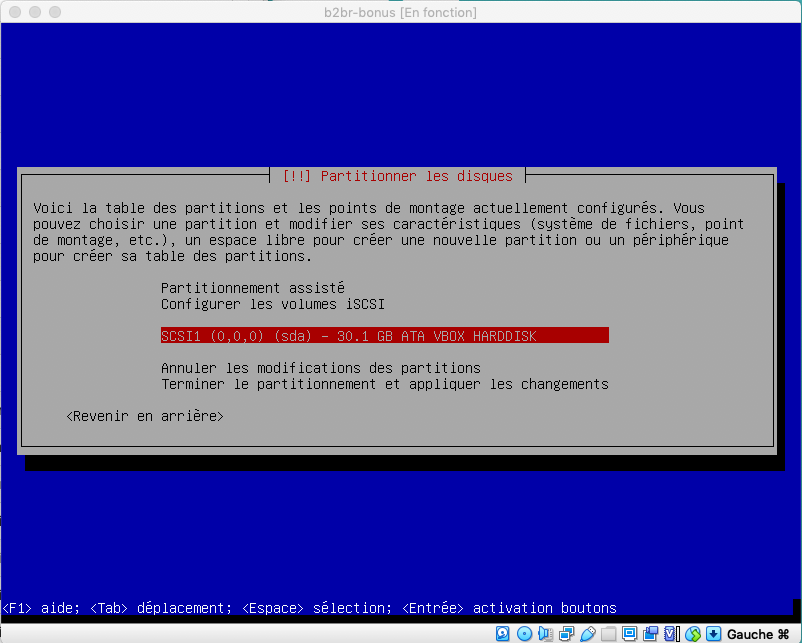 b2br-bonus [En fonction]
[!!] Partitionner les disques
Voici la table des partitions et les points de montage actuellement configurés. Vous
pouvez choisir une partition et modifier ses caractéristiques (système de fichiers, point
de montage, etc.), un espace libre pour créer une nouvelle partition ou un périphérique
pour créer sa table des partitions.
Partitionnement assisté
Configurer les volumes iSCSI
SCSI1 (0,0,0) (sda) - 30.1 GB ATA VBOX HARDDISK
Annuler les modifications des partitions
Terminer le partitionnement et appliquer les changements
<Revenir en arrière>
<F1> aide; <Tab> déplacement; <Espace> sélection; <Entrée> activation boutons
Gauche ⌘